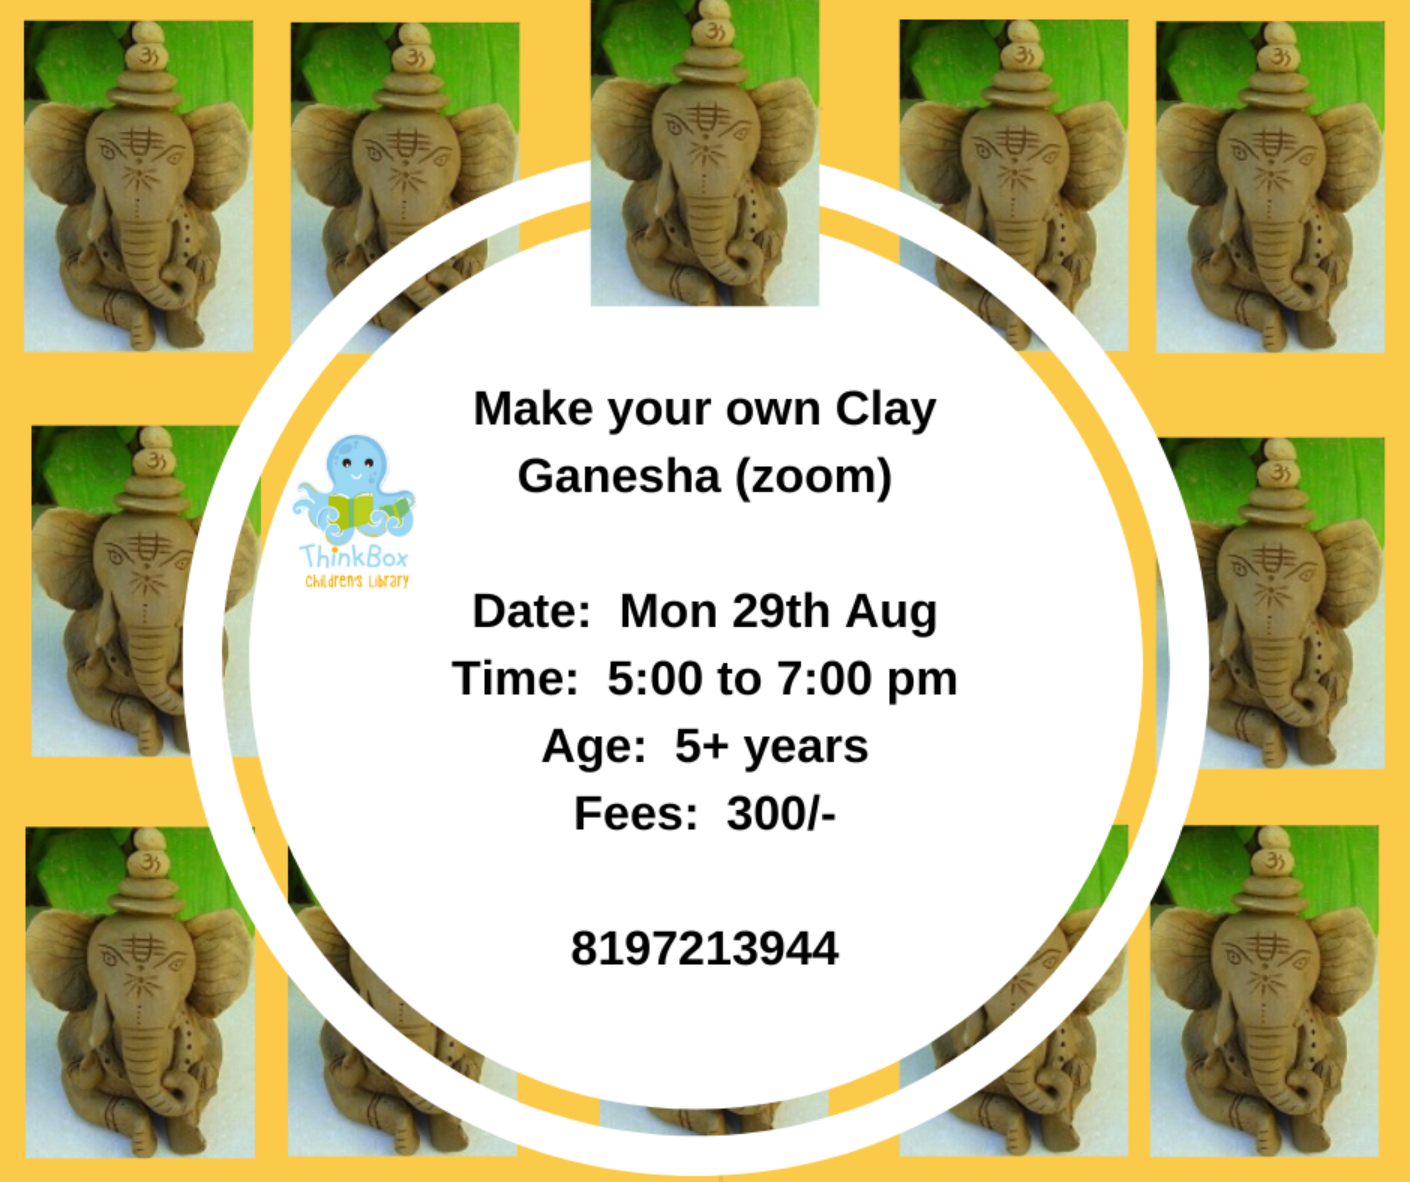 Make your own Clay
Ganesha (zoom)
ThinkBox
Children's Library
Date: Mon 29th Aug
Time: 5:00 to 7:00 pm
Age: 5+ years
Fees: 300/-
8197213944